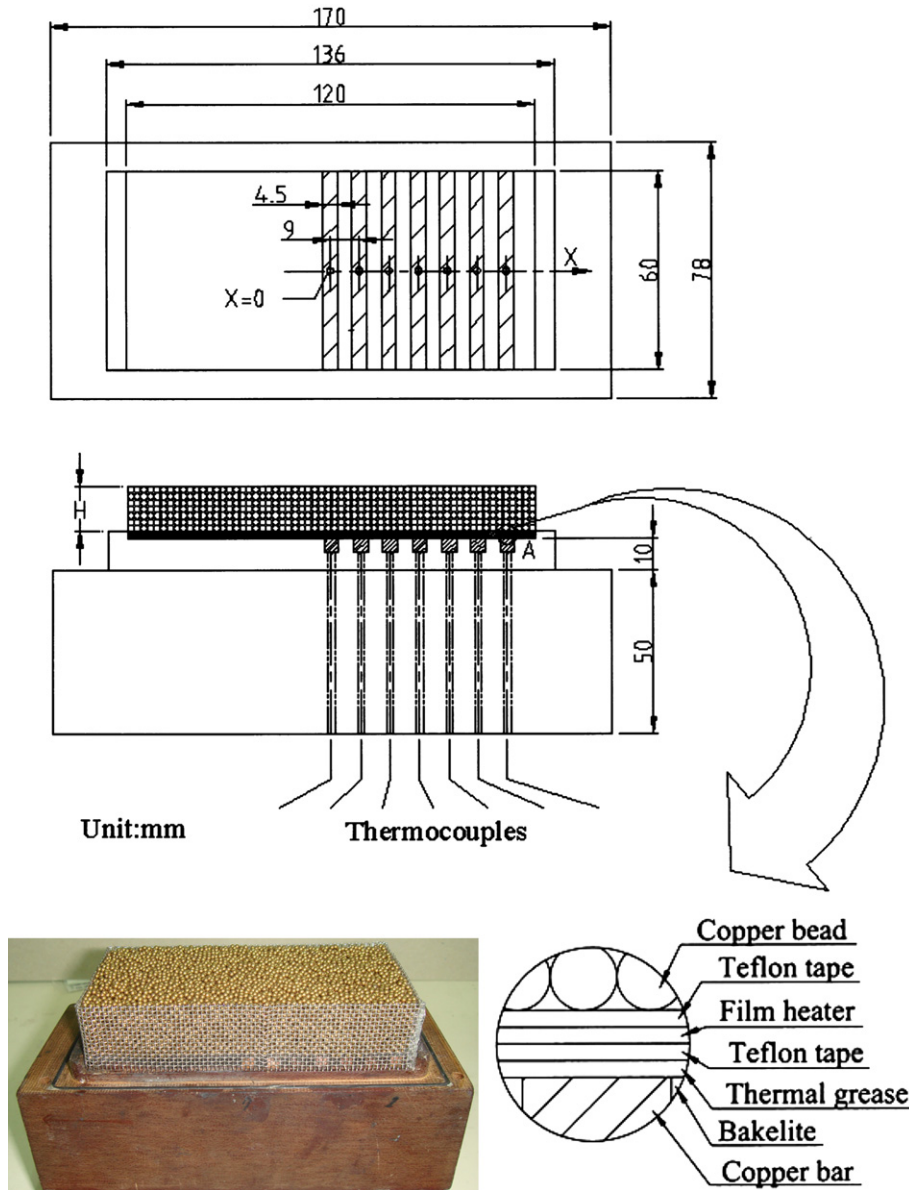 170
136
120
4.5
9
X
X=0
60
78
H
A
10
50
Unit:mm
Thermocouples
Copper bead
Teflon tape
Film heater
Teflon tape
Thermal grease
Bakelite
Copper bar